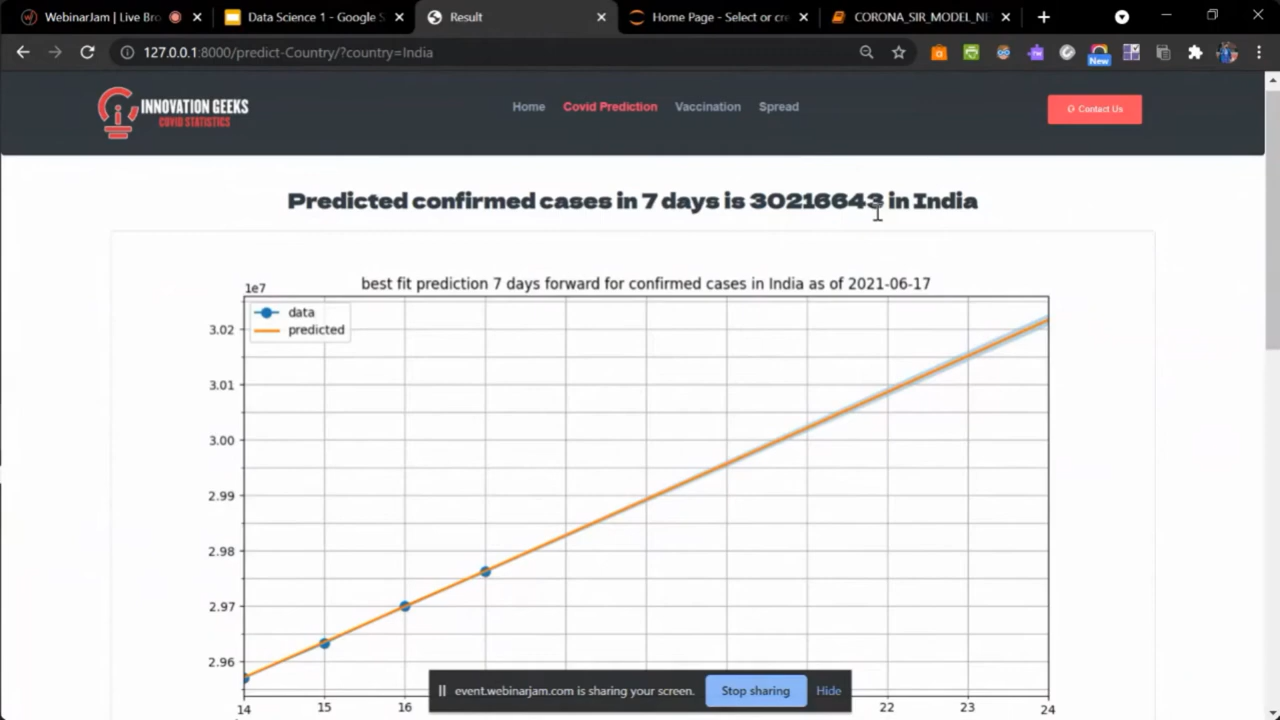 WebinarJam | Live Bro
Data Science 1 - Google S
Result
Home Page - Select or cre
CORONA_SIR_MODEL_NE
127.0.0.1:8000/predict-Country/?country=India
New
INNOVATION GEEKS
COVID STATISTICS
Home
Covid Prediction
Vaccination
Spread
Contact Us
Predicted confirmed cases in 7 days is 30216643 in India
best fit prediction 7 days forward for confirmed cases in India as of 2021-06-17
1e7
data
predicted
3.02
3.01
3.00
2.99
2.98
2.97
2.96
14 15 16 22 23 24
event.webinarjam.com is sharing your screen.
Stop sharing
Hide